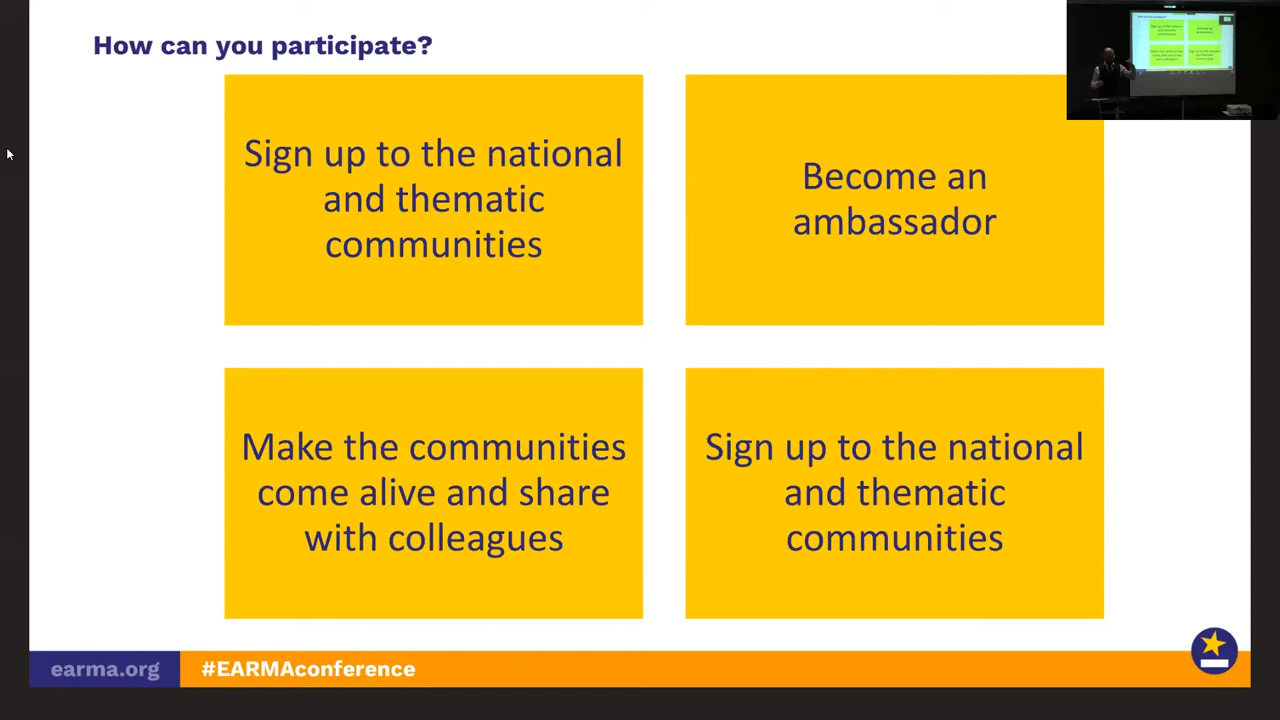 How can you participate?
Sign up to the national
and thematic
communities
Become an
ambassador
Make the communities
come alive and share
with colleagues
Sign up to the national
and thematic
communities
earma.org
#EARMAconference